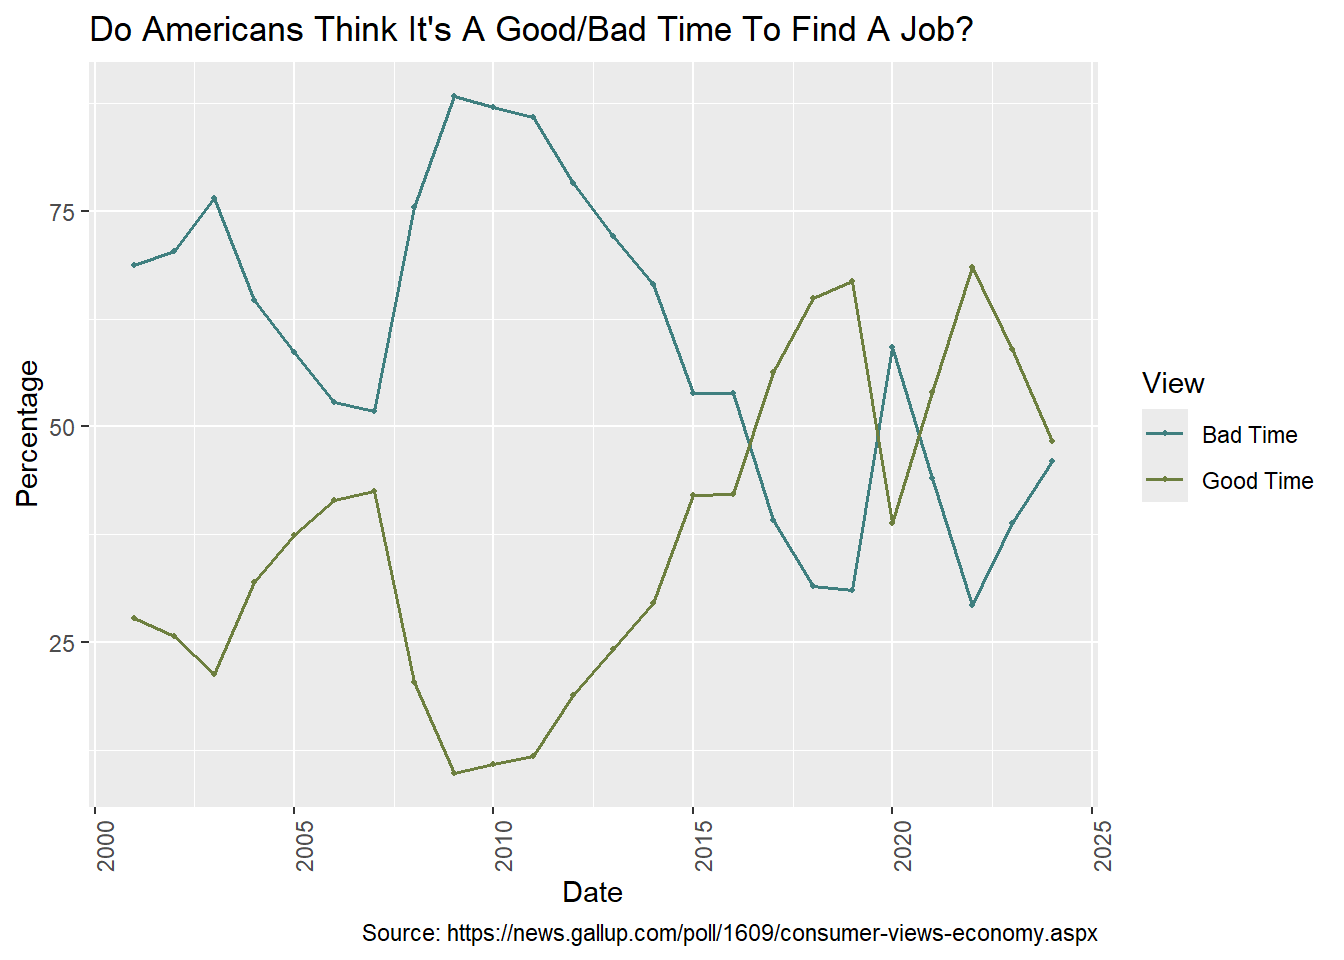 Do Americans Think It's A Good/Bad Time To Find A Job?
75
50
25
Percentage
2000
2005
2010
2015
2020
2025
Date
View
Bad Time
Good Time
Source: https://news.gallup.com/poll/1609/consumer-views-economy.aspx